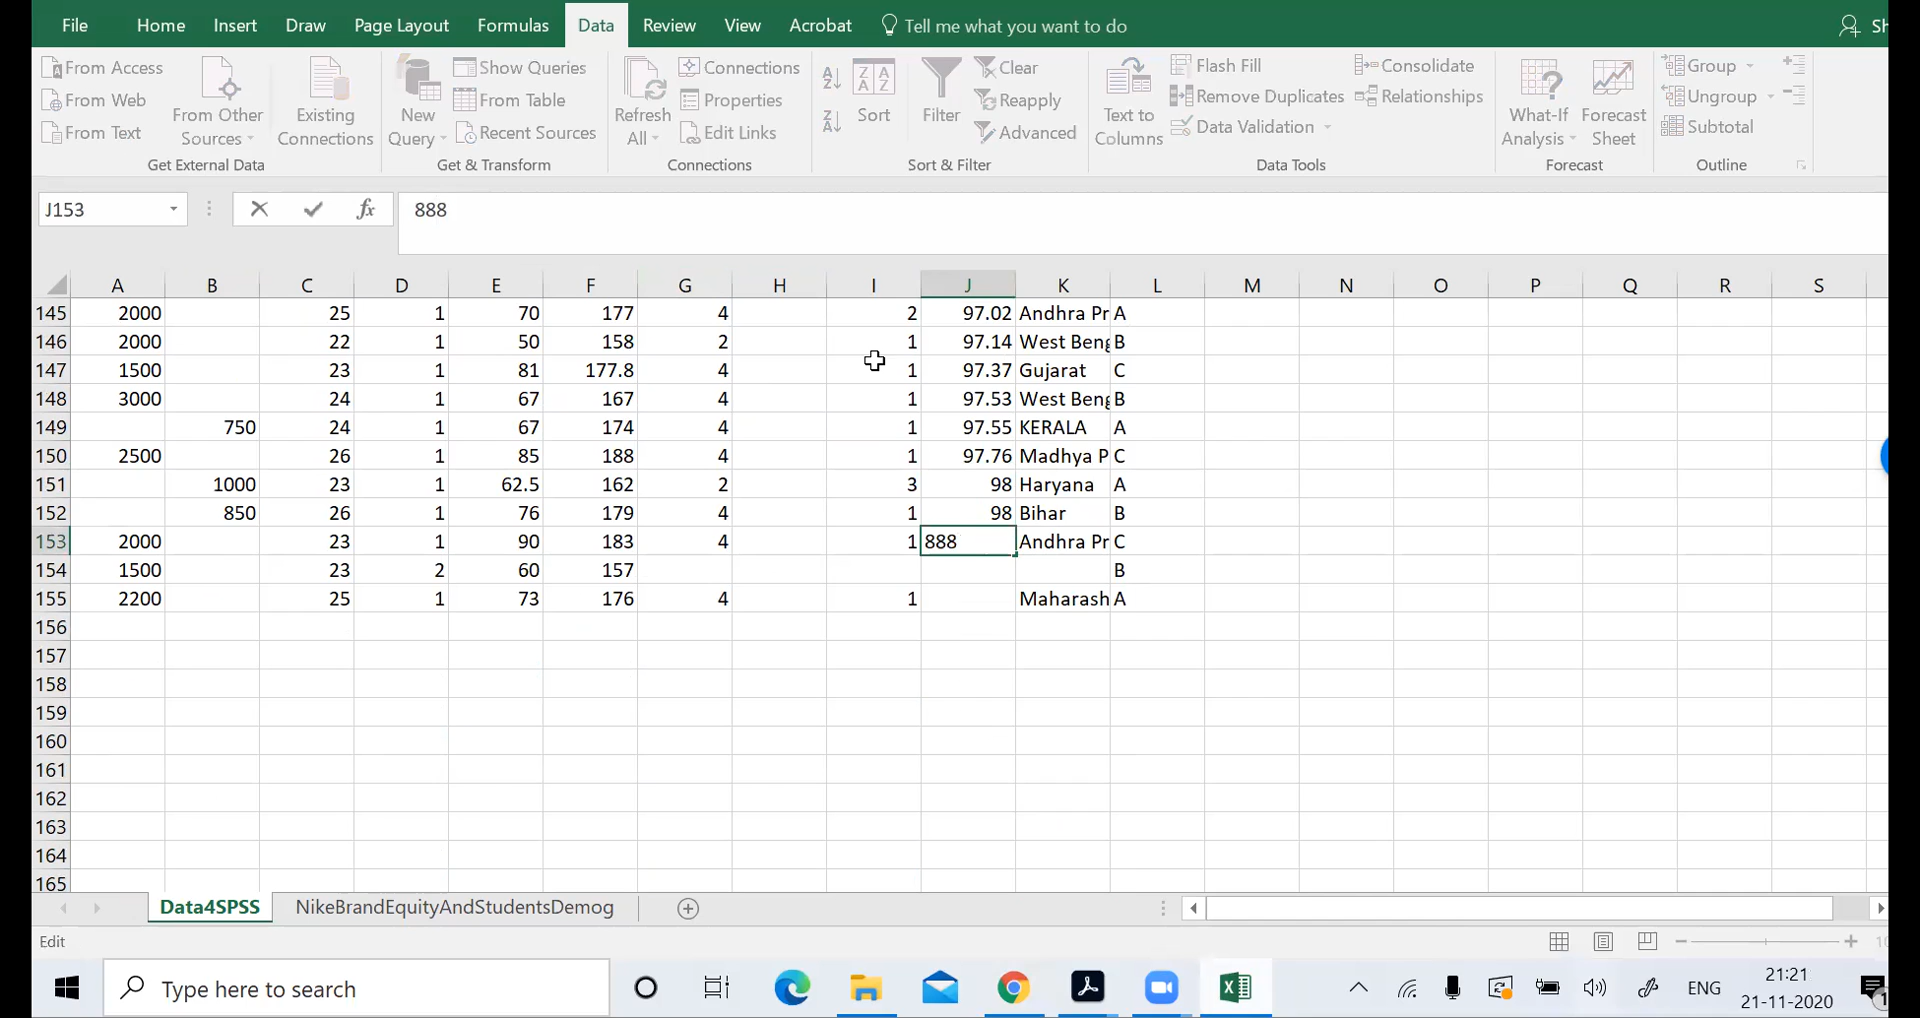 File Home Insert Draw Page Layout Formulas Data Review View Acrobat Tell me what you want to do
From Access
From Web
From Text
From Other Sources
Existing Connections
Get External Data
New Query
Show Queries
From Table
Recent Sources
Get & Transform
Refresh All
Connections
Properties
Edit Links
Connections
Sort
Filter
Clear
Reapply
Advanced
Sort & Filter
Text to Columns
Flash Fill
Remove Duplicates
Data Validation
Consolidate
Relationships
Data Tools
What-If Analysis
Forecast Sheet
Forecast
Group
Ungroup
Subtotal
Outline
J153 fx 888
A B C D E F G H I J K L M N O P Q R S
145 2000 25 1 70 177 4 2 97.02 Andhra Pr A
146 2000 22 1 50 158 2 1 97.14 West Beng B
147 1500 23 1 81 177.8 4 1 97.37 Gujarat C
148 3000 24 1 67 167 4 1 97.53 West Beng B
149 750 24 1 67 174 4 1 97.55 KERALA A
150 2500 26 1 85 188 4 1 97.76 Madhya P C
151 1000 23 1 62.5 162 2 3 98 Haryana A
152 850 26 1 76 179 4 1 98 Bihar B
153 2000 23 1 90 183 4 1 888 Andhra Pr C
154 1500 23 2 60 157 B
155 2200 25 1 73 176 4 1 Maharash A
156
157
158
159
160
161
162
163
164
165
Data4SPSS NikeBrandEquityAndStudentsDemog
Edit
Type here to search
ENG
21:21
21-11-2020